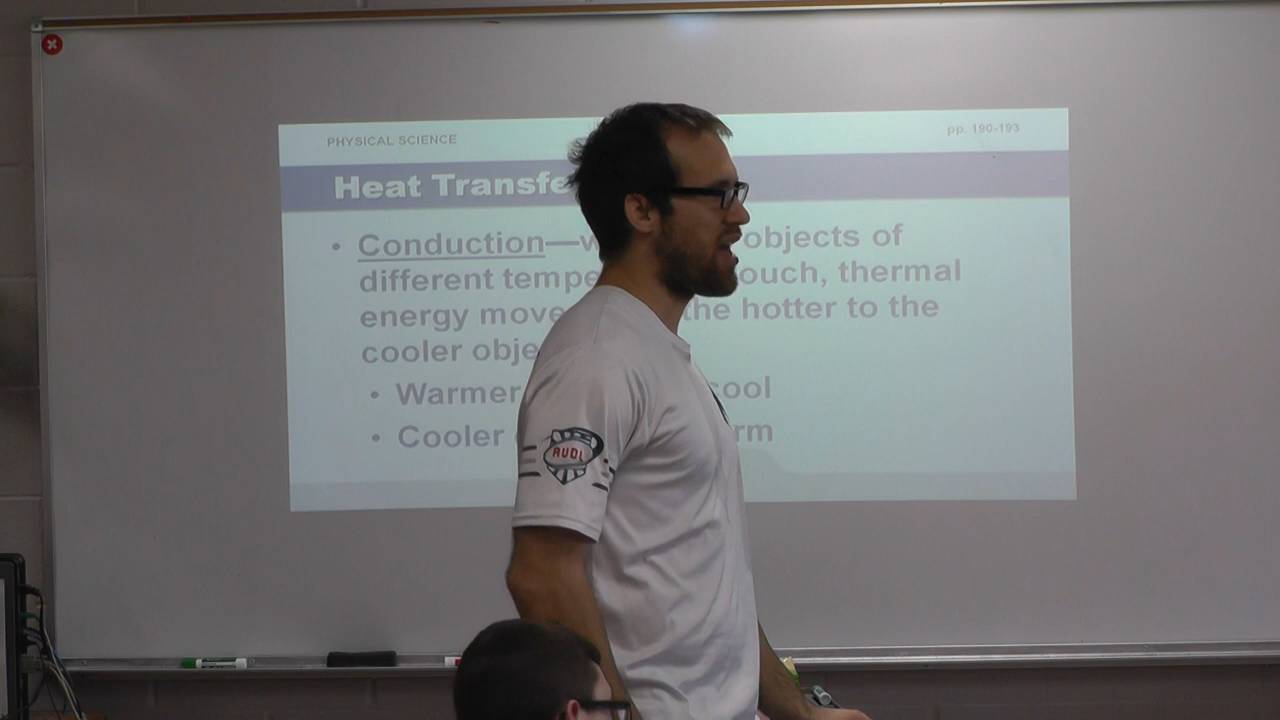 PHYSICAL SCIENCE pp. 190-193
Heat Transfe
• Conduction—w objects of
different tempe ouch, thermal
energy move the hotter to the
cooler obje
• Warmer cool
• Cooler rm
AUDL